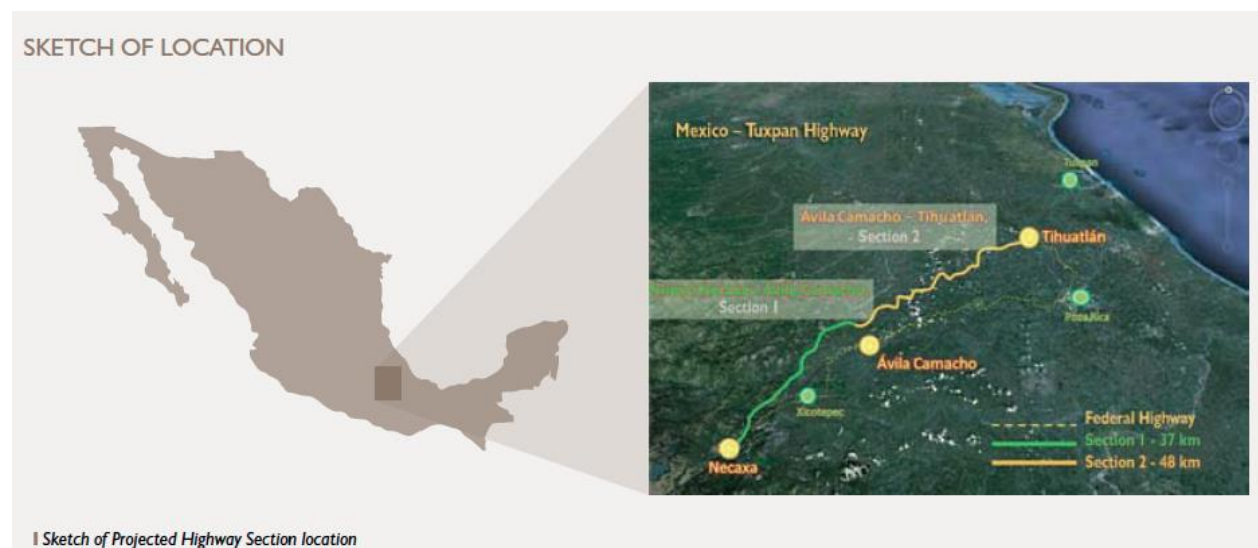 SKETCH OF LOCATION
Mexico – Tuxpan Highway
Tuxpan
Ávila Camacho – Tihuatlán,
Section 2
Tihuatlán
Section 1
Poza Rica
Ávila Camacho
Xicotepec
Federal Highway
Section 1 - 37 km
Necaxa
Section 2 - 48 km
Sketch of Projected Highway Section location